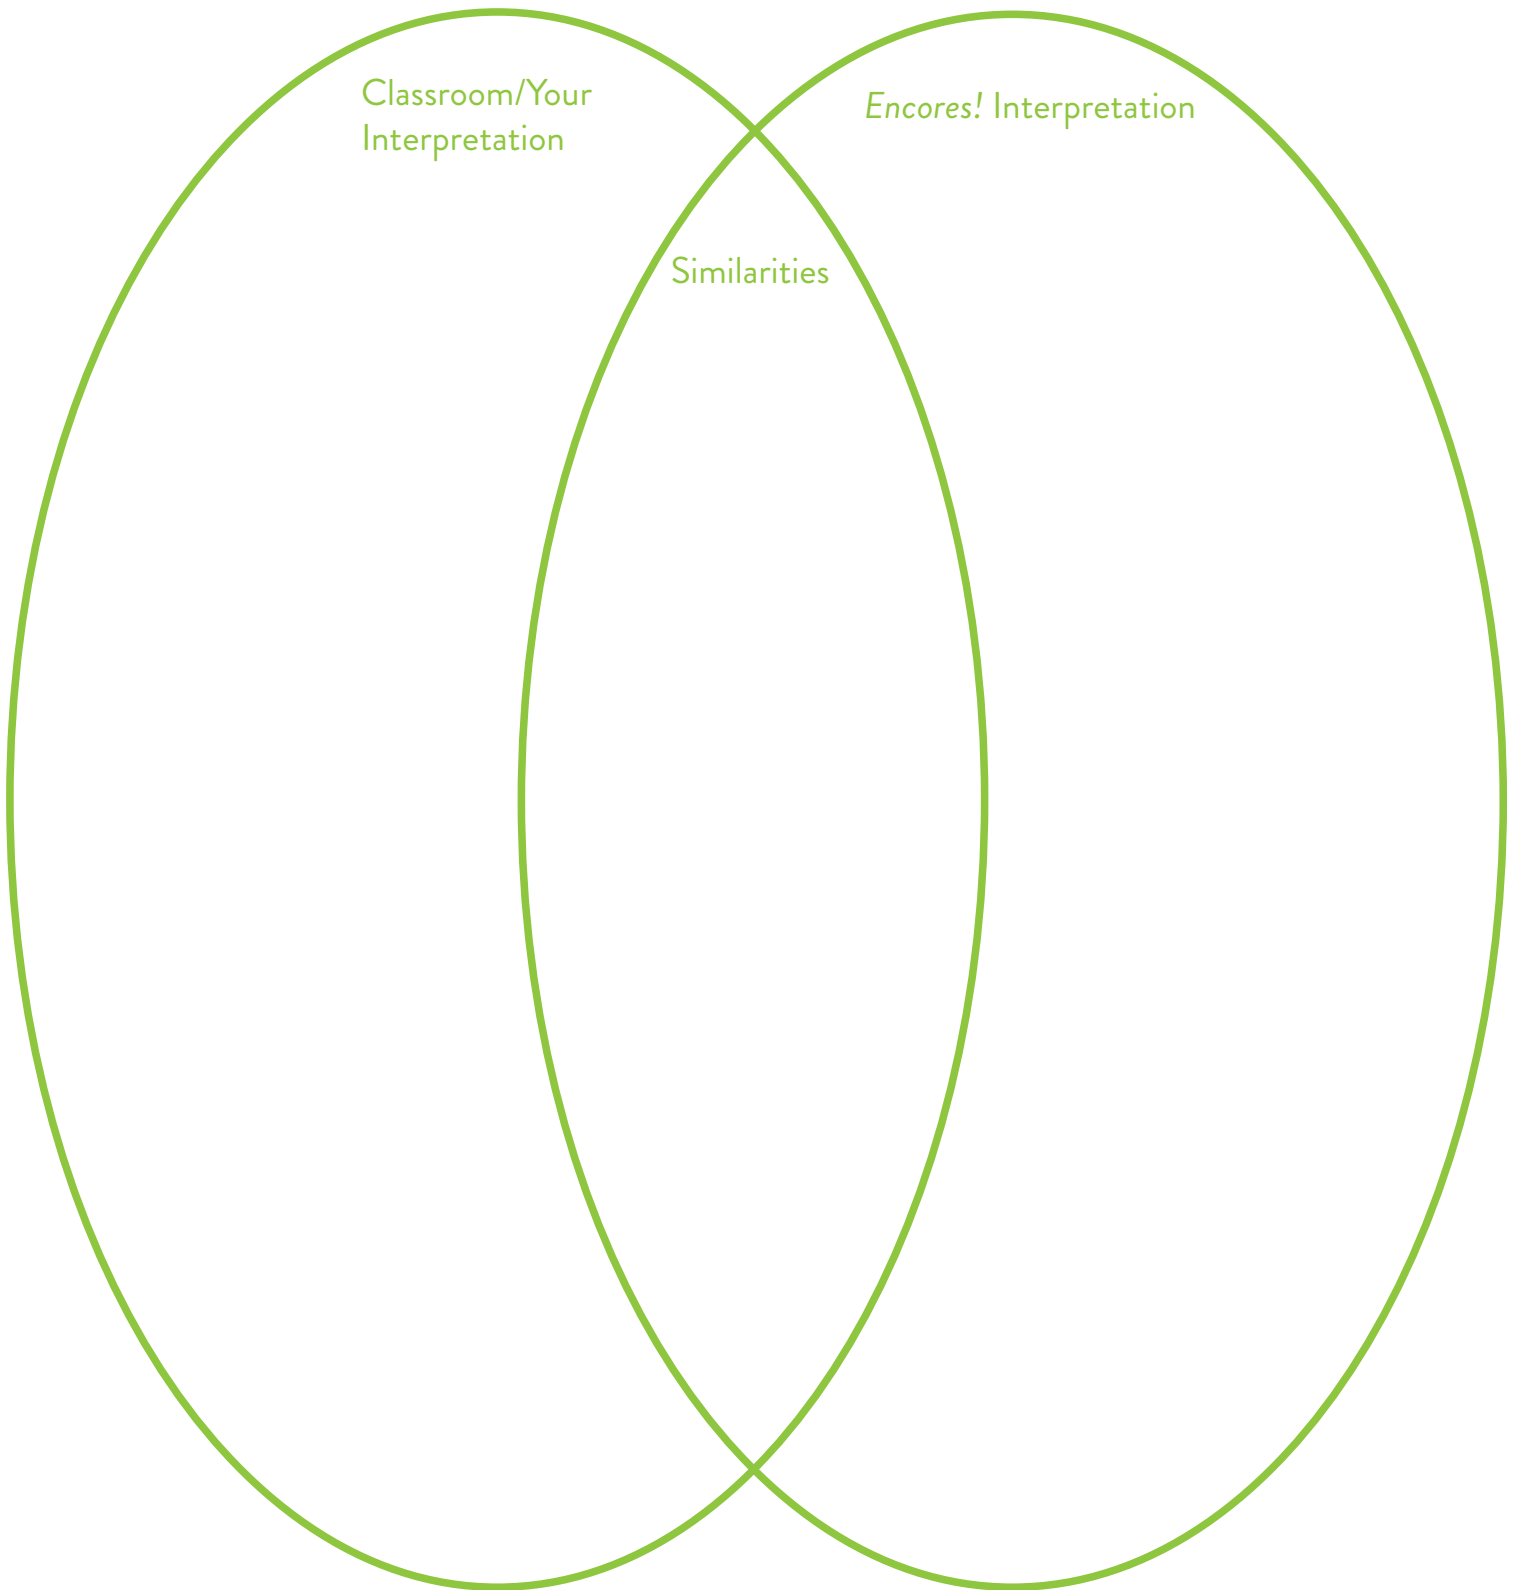 Classroom/Your
Interpretation
Encores! Interpretation
Similarities